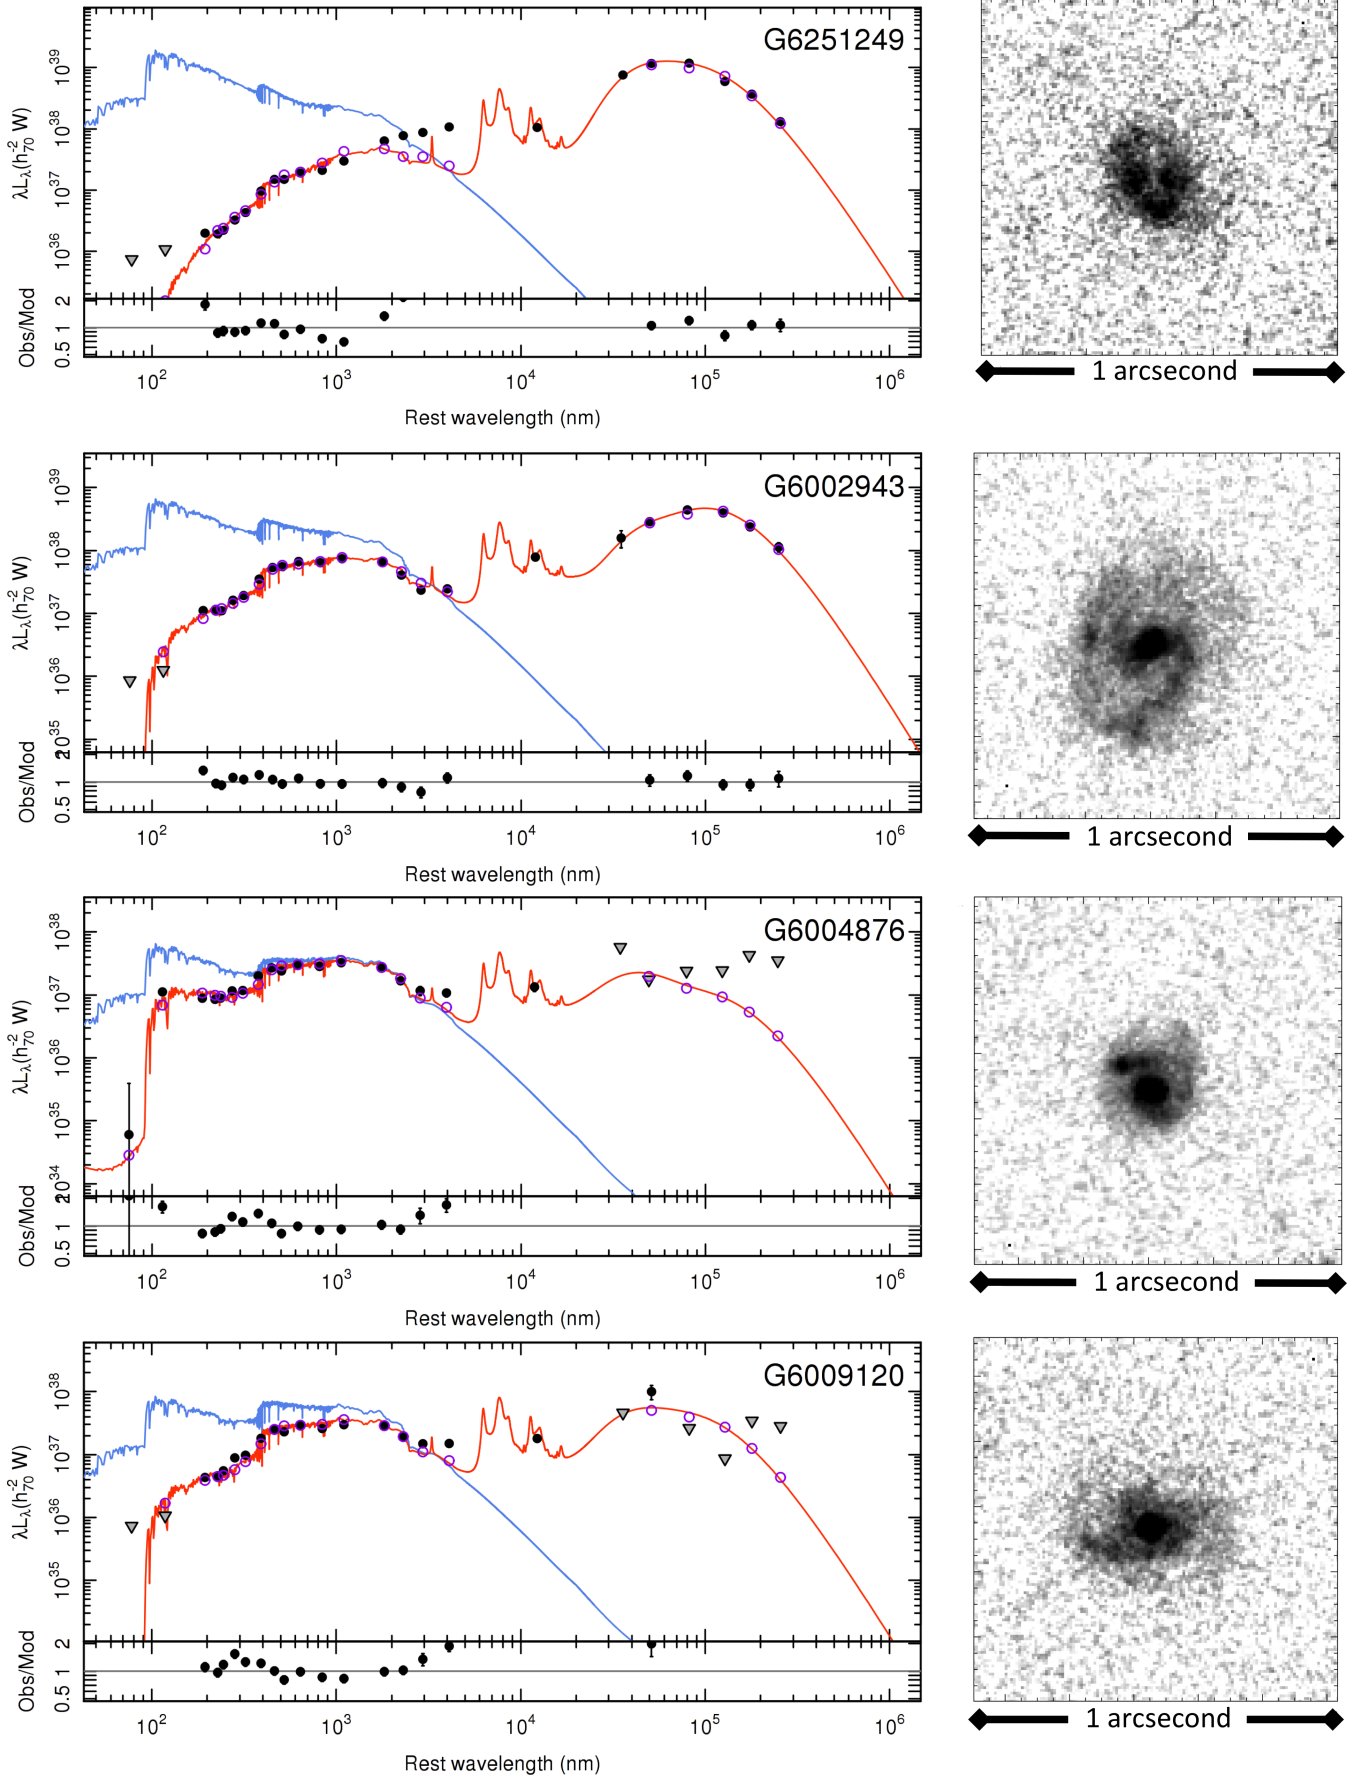 G6251249
λLλ(h70^-2 W)
10^39
10^38
10^37
10^36
Obs/Mod
2
1
0.5
10^2 10^3 10^4 10^5 10^6
Rest wavelength (nm)
1 arcsecond
G6002943
λLλ(h70^-2 W)
10^39
10^38
10^37
10^36
10^35
Obs/Mod
2
1
0.5
10^2 10^3 10^4 10^5 10^6
Rest wavelength (nm)
1 arcsecond
G6004876
λLλ(h70^-2 W)
10^38
10^37
10^36
10^35
10^34
Obs/Mod
2
1
0.5
10^2 10^3 10^4 10^5 10^6
Rest wavelength (nm)
1 arcsecond
G6009120
λLλ(h70^-2 W)
10^38
10^37
10^36
10^35
Obs/Mod
2
1
0.5
10^2 10^3 10^4 10^5 10^6
Rest wavelength (nm)
1 arcsecond